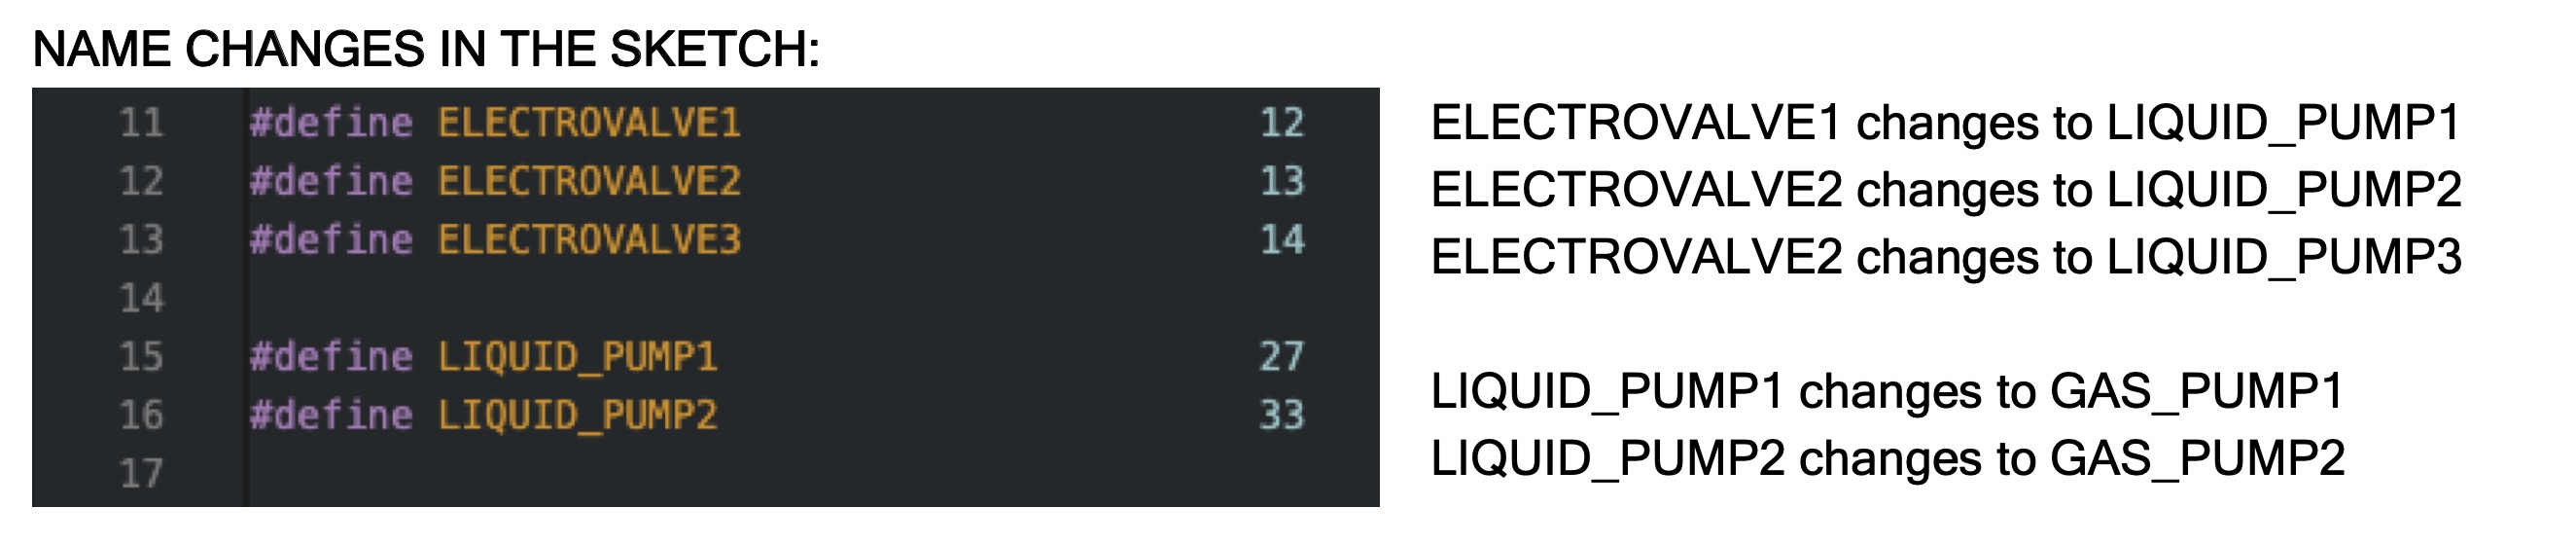 NAME CHANGES IN THE SKETCH:
11 #define ELECTROVALVE1 12
12 #define ELECTROVALVE2 13
13 #define ELECTROVALVE3 14
14
15 #define LIQUID_PUMP1 27
16 #define LIQUID_PUMP2 33
17
ELECTROVALVE1 changes to LIQUID_PUMP1
ELECTROVALVE2 changes to LIQUID_PUMP2
ELECTROVALVE2 changes to LIQUID_PUMP3
LIQUID_PUMP1 changes to GAS_PUMP1
LIQUID_PUMP2 changes to GAS_PUMP2